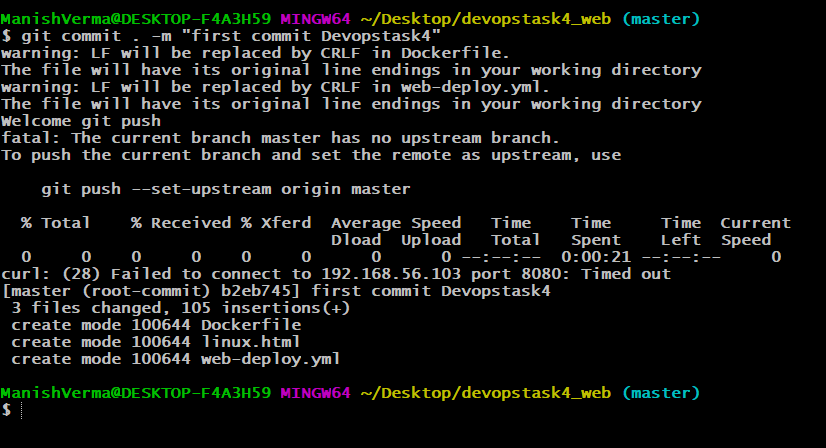 ManishVerma@DESKTOP-F4A3H59 MINGW64 ~/Desktop/devopstask4_web (master)
$ git commit . -m "first commit Devopstask4"
warning: LF will be replaced by CRLF in Dockerfile.
The file will have its original line endings in your working directory
warning: LF will be replaced by CRLF in web-deploy.yml.
The file will have its original line endings in your working directory
Welcome git push
fatal: The current branch master has no upstream branch.
To push the current branch and set the remote as upstream, use
    git push --set-upstream origin master
  % Total    % Received % Xferd  Average Speed   Time    Time     Time  Current
                                 Dload  Upload   Total   Spent    Left  Speed
  0     0    0     0    0     0      0      0 --:--:--  0:00:21 --:--:--     0
curl: (28) Failed to connect to 192.168.56.103 port 8080: Timed out
[master (root-commit) b2eb745] first commit Devopstask4
 3 files changed, 105 insertions(+)
 create mode 100644 Dockerfile
 create mode 100644 linux.html
 create mode 100644 web-deploy.yml
ManishVerma@DESKTOP-F4A3H59 MINGW64 ~/Desktop/devopstask4_web (master)
$